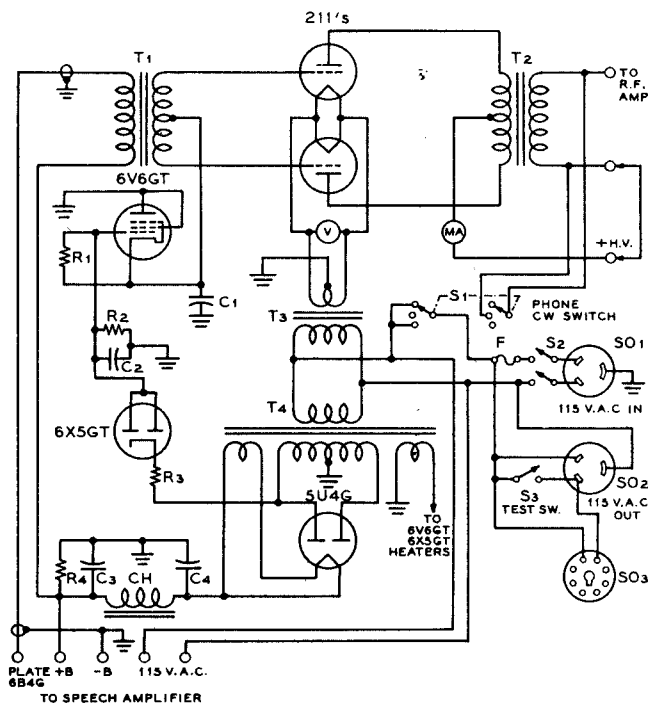 211's
T1
T2
TO
R.F.
AMP
6V6GT
R1
V
MA
+H.V.
C1
S1
PHONE
CW SWITCH
T3
R2
C2
F
S2
SO1
115 V.A.C IN
T4
6X5GT
R3
5U4G
S3
TEST SW.
SO2
115 V.A.C
OUT
TO
6V6GT
6X5GT
HEATERS
R4
C3
CH
C4
SO3
PLATE +B -B 115 V.A.C.
6B4G
TO SPEECH AMPLIFIER